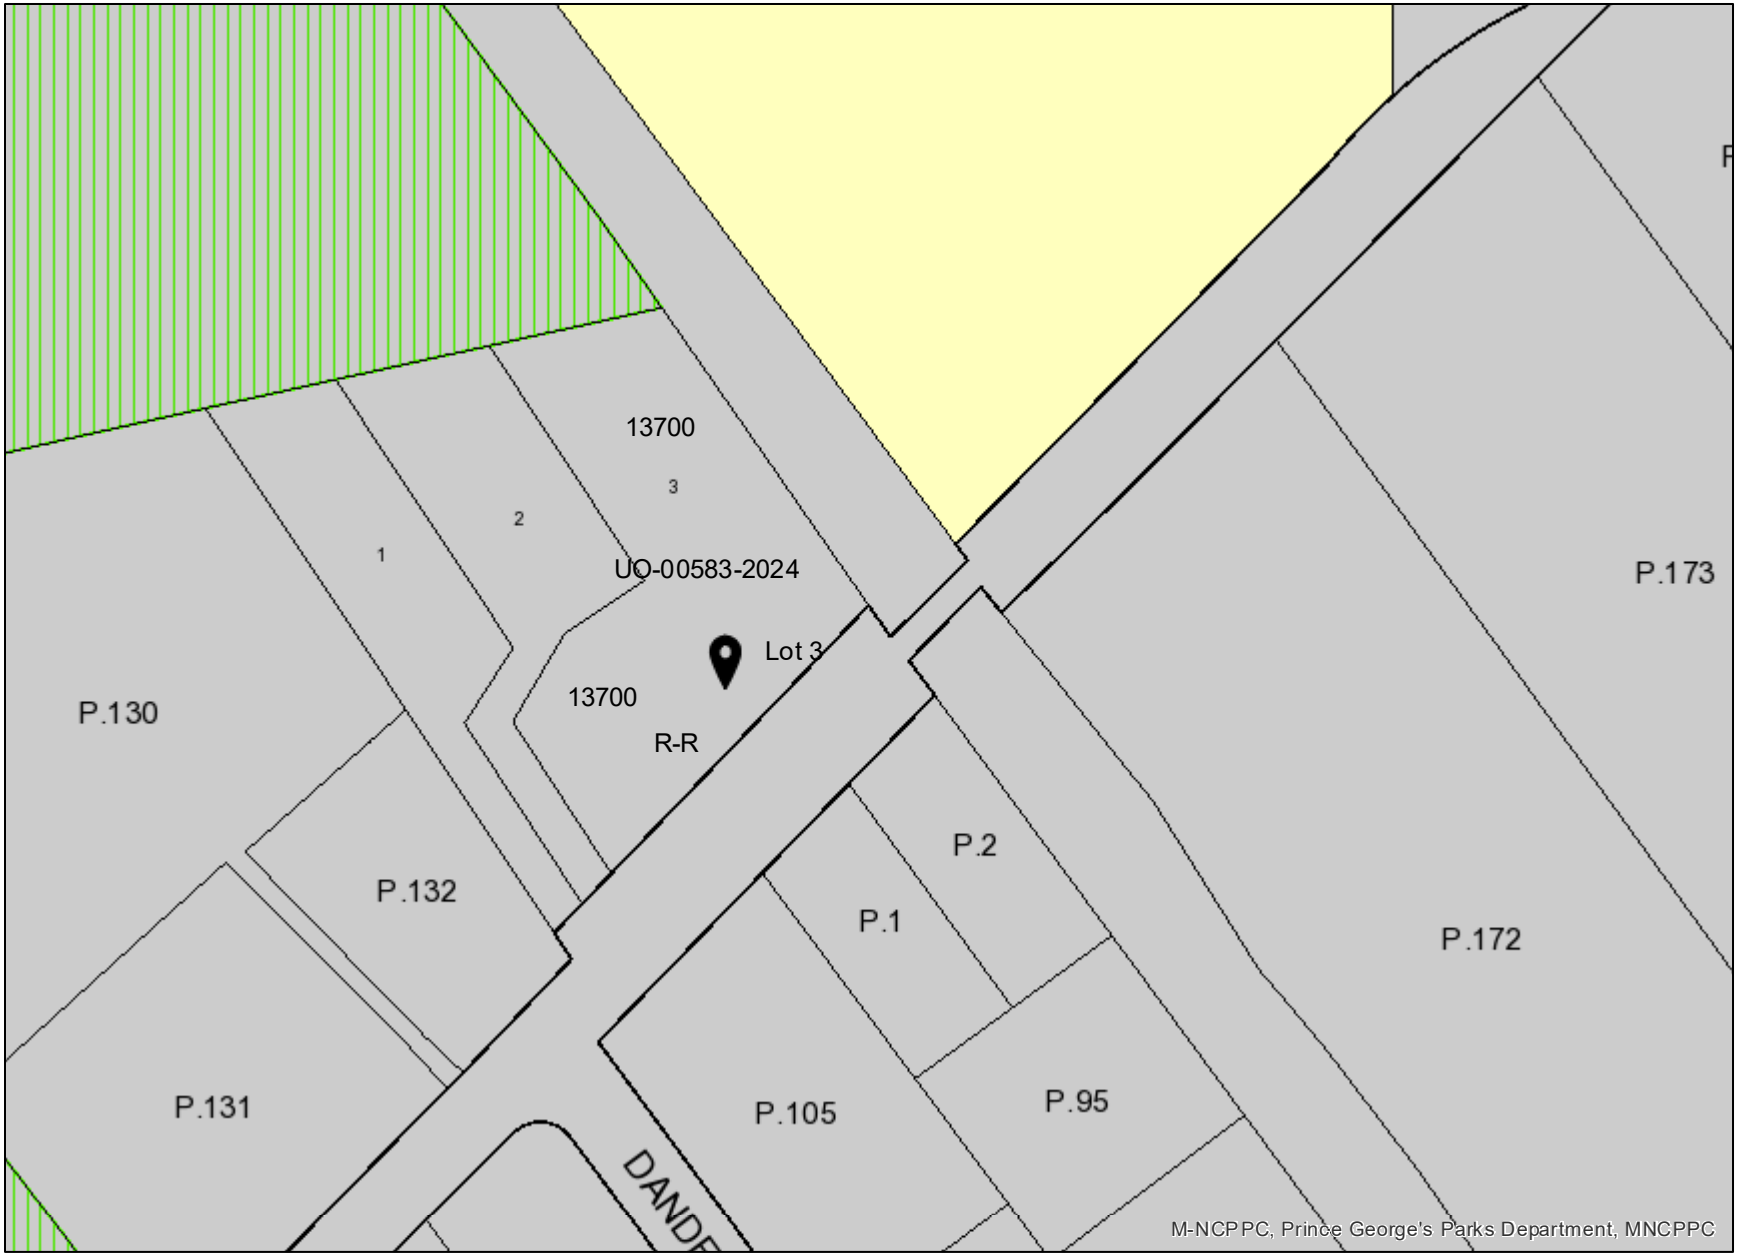 13700
3
2
1
UO-00583-2024
P.173
Lot 3
13700
P.130
R-R
P.2
P.132
P.1
P.172
P.131
P.105
P.95
M-NCPPC, Prince George's Parks Department, MNCPPC